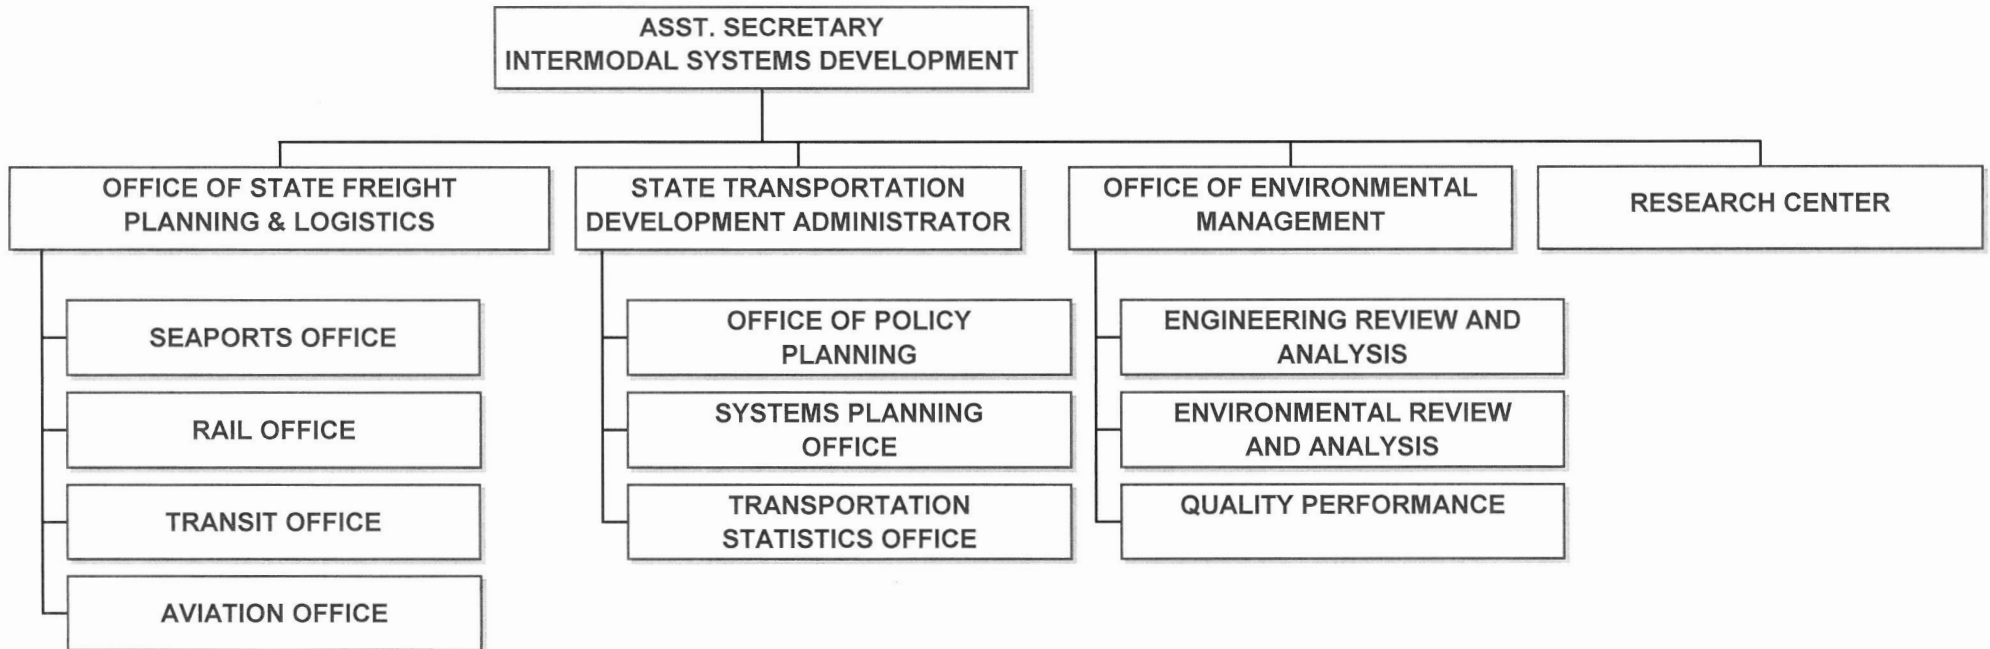 ASST. SECRETARY
INTERMODAL SYSTEMS DEVELOPMENT
OFFICE OF STATE FREIGHT
PLANNING & LOGISTICS
STATE TRANSPORTATION
DEVELOPMENT ADMINISTRATOR
OFFICE OF ENVIRONMENTAL
MANAGEMENT
RESEARCH CENTER
SEAPORTS OFFICE
RAIL OFFICE
TRANSIT OFFICE
AVIATION OFFICE
OFFICE OF POLICY
PLANNING
SYSTEMS PLANNING
OFFICE
TRANSPORTATION
STATISTICS OFFICE
ENGINEERING REVIEW AND
ANALYSIS
ENVIRONMENTAL REVIEW
AND ANALYSIS
QUALITY PERFORMANCE